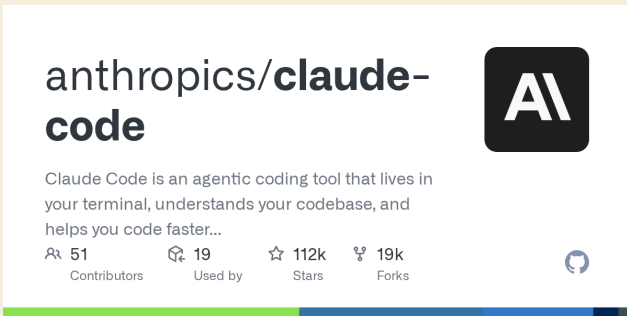 anthropics/claude-
code
Claude Code is an agentic coding tool that lives in
your terminal, understands your codebase, and
helps you code faster...
51
Contributors
19
Used by
112k
Stars
19k
Forks